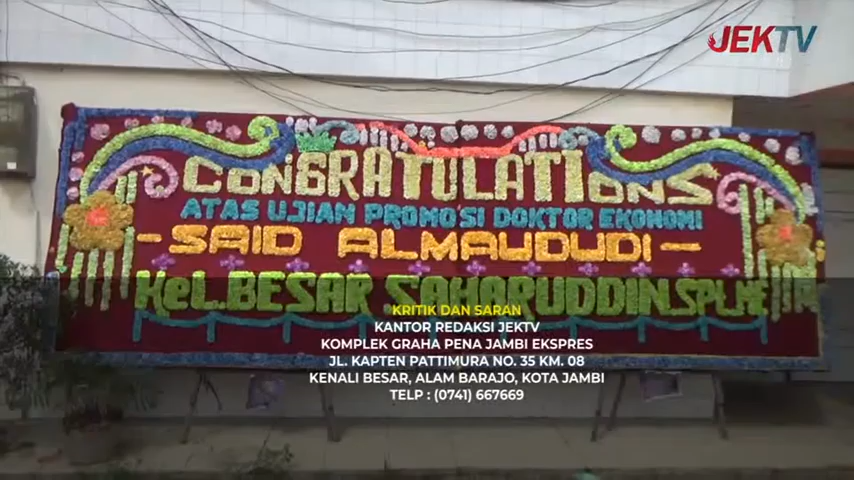 JEKTV
CONGRATULATIONS
ATAS UJIAN PROMOSI DOKTOR EKONOMI
- SAID ALMAUDUDI -
Kel. BESAR SAHARUDDIN.SPI.,ME
KRITIK DAN SARAN
KANTOR REDAKSI JEKTV
KOMPLEK GRAHA PENA JAMBI EKSPRES
JL. KAPTEN PATTIMURA NO. 35 KM. 08
KENALI BESAR, ALAM BARAJO, KOTA JAMBI
TELP : (0741) 667669